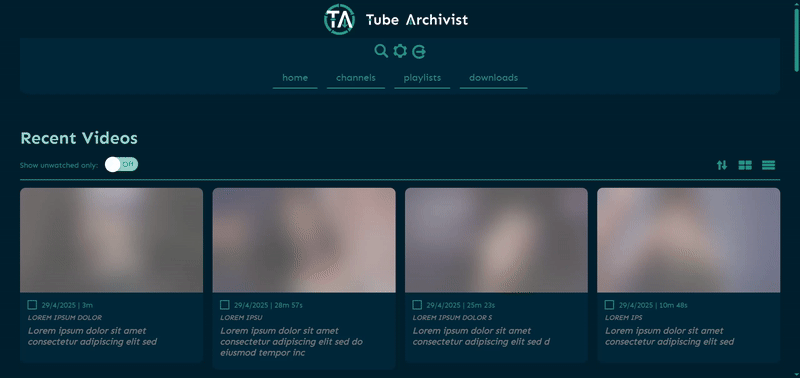 TA Tube Archivist
home channels playlists downloads
Recent Videos
Show unwatched only: Off
29/4/2025 | 3m
LOREM IPSUM DOLOR
Lorem ipsum dolor sit amet
consectetur adipiscing elit sed
29/4/2025 | 28m 57s
LOREM IPSU
Lorem ipsum dolor sit amet
consectetur adipiscing elit sed do
eiusmod tempor inc
29/4/2025 | 25m 23s
LOREM IPSUM DOLOR S
Lorem ipsum dolor sit amet
consectetur adipiscing elit sed d
29/4/2025 | 10m 48s
LOREM IPS
Lorem ipsum dolor sit amet
consectetur adipiscing elit sed